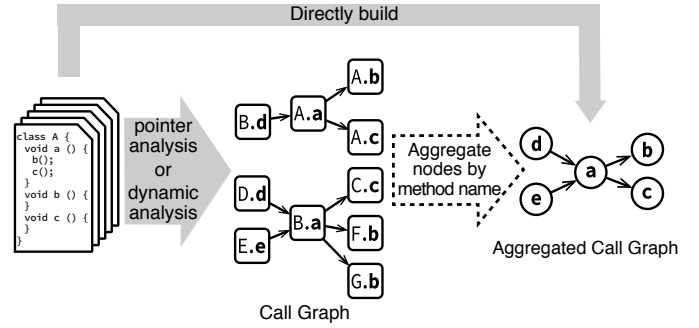 Directly build
class A {
void a () {
b();
c();
}
void b () {
}
void c () {
}
}
pointer
analysis
or
dynamic
analysis
B.d
A.a
A.b
A.c
D.d
E.e
B.a
C.c
F.b
G.b
Call Graph
Aggregate
nodes by
method name
d
e
a
b
c
Aggregated Call Graph